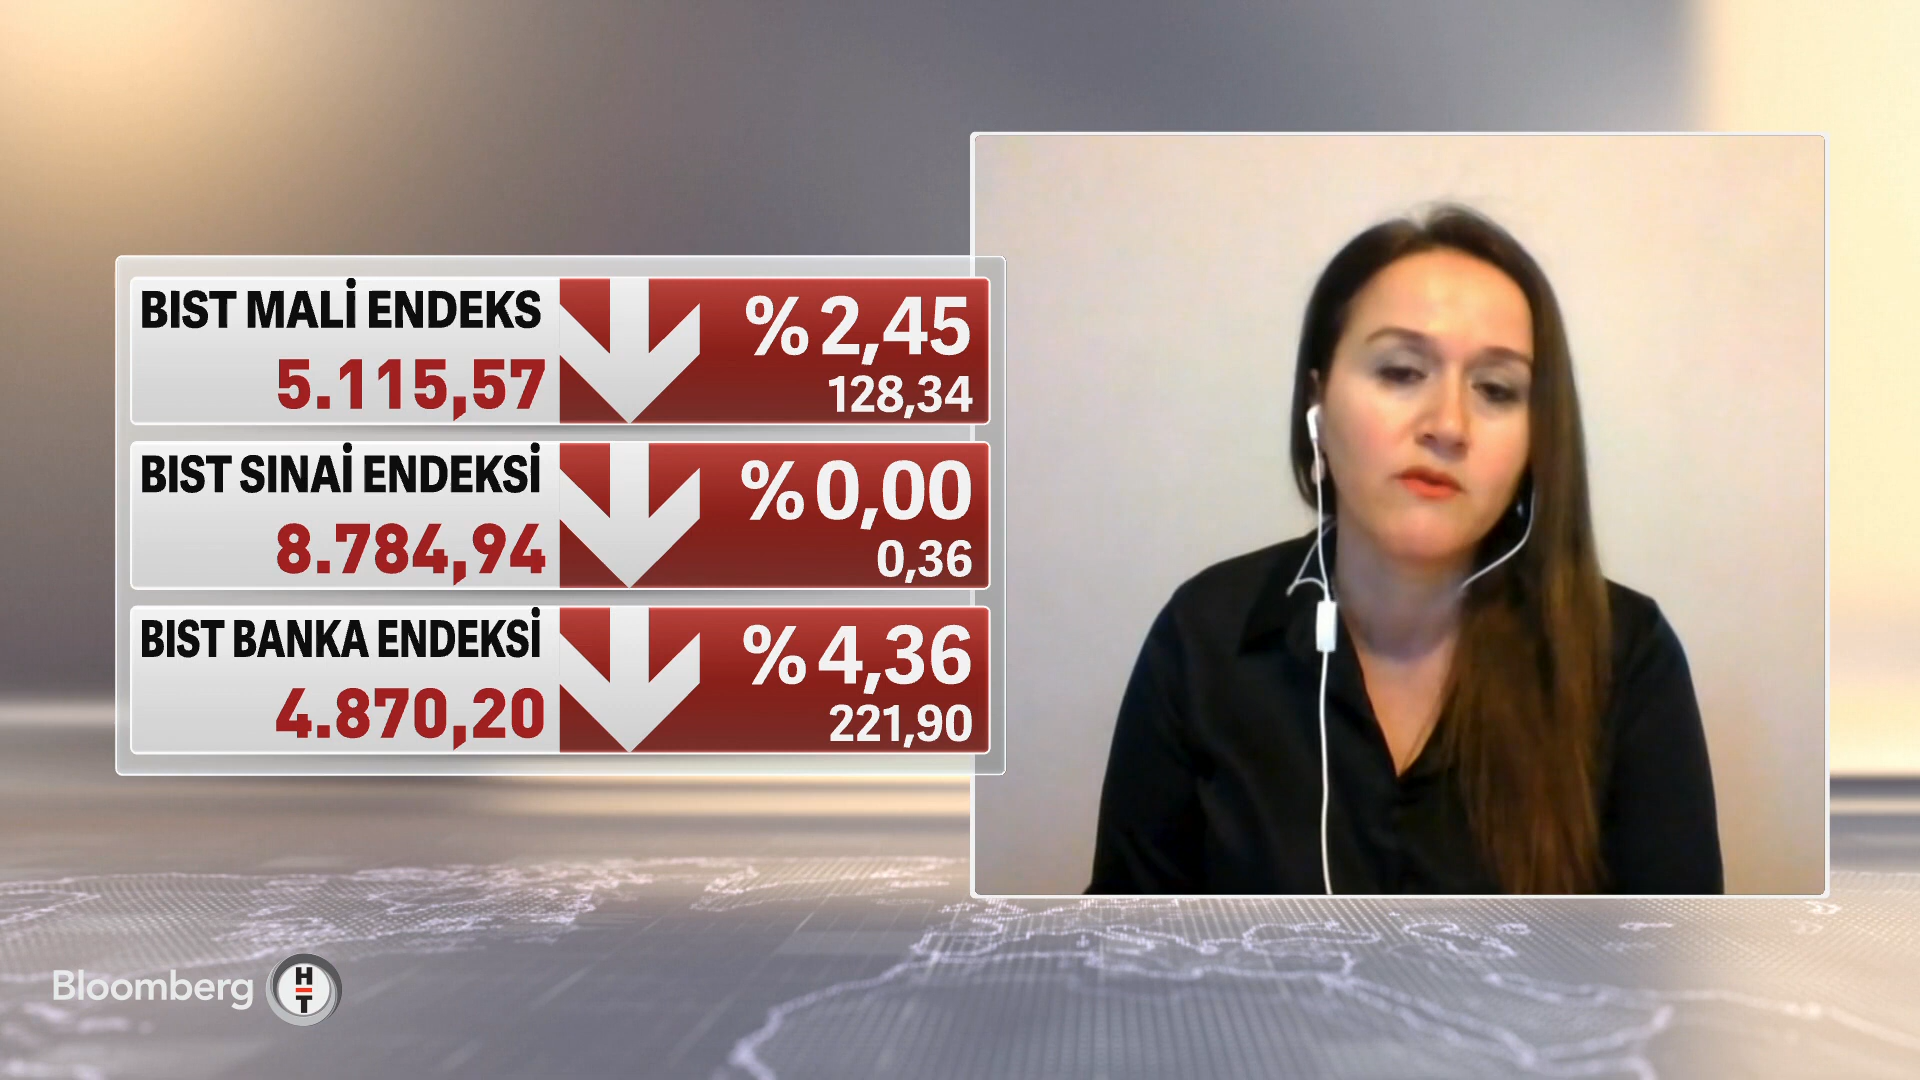 BIST MALİ ENDEKS
5.115,57
%2,45
128,34
BIST SINAİ ENDEKSİ
8.784,94
%0,00
0,36
BIST BANKA ENDEKSİ
4.870,20
%4,36
221,90
Bloomberg HT